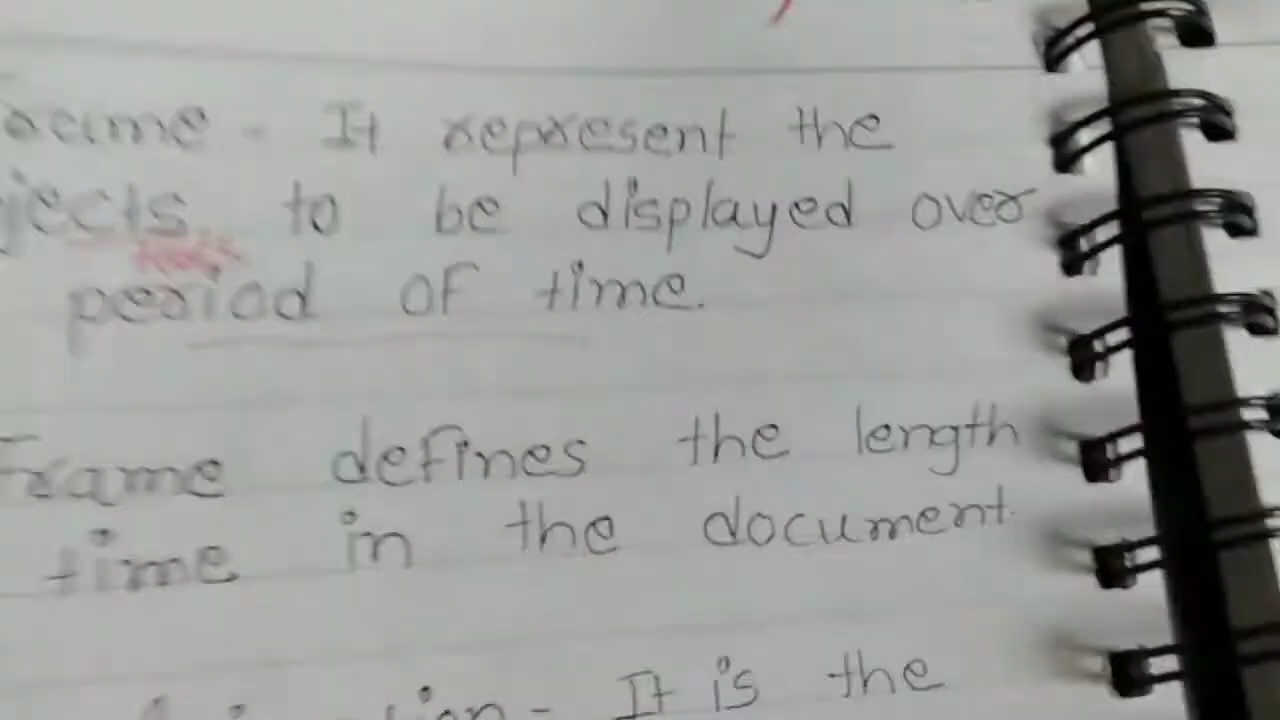 It represent the
to be displayed over
period of time.
Frame defines the length
time in the document
It is the